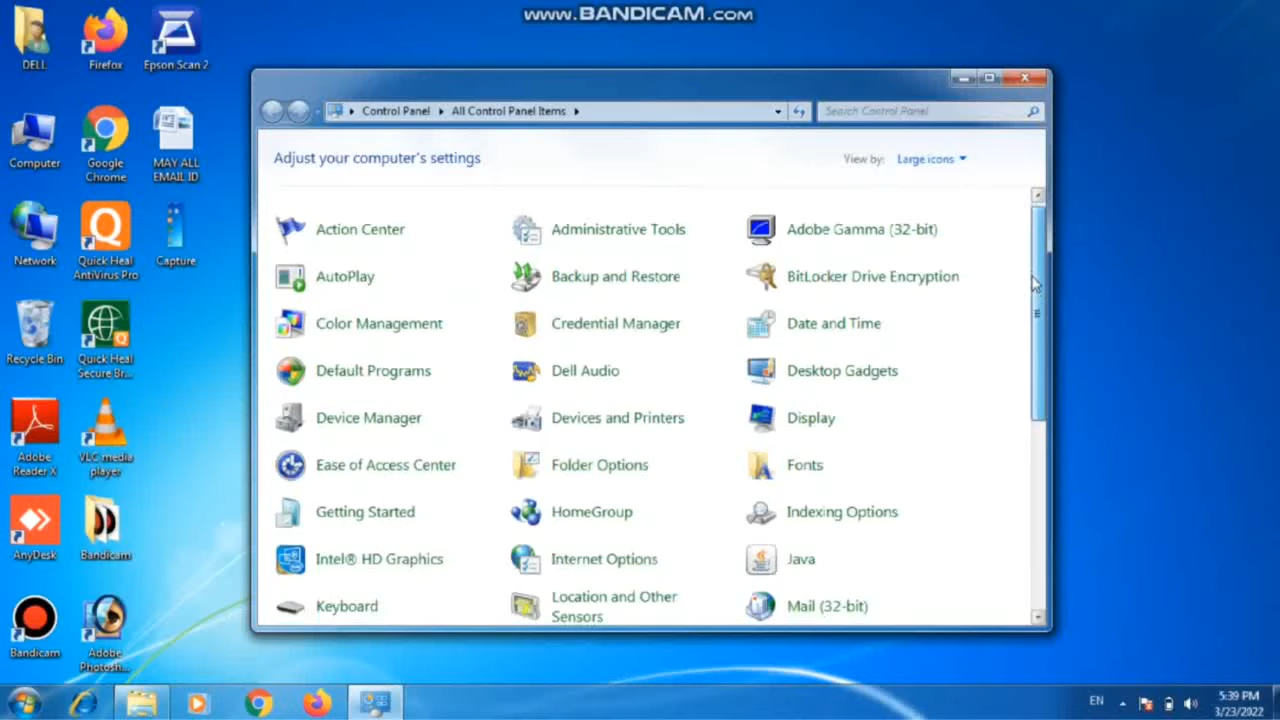 www.BANDICAM.com
DELL
Firefox
Epson Scan 2
Computer
Google
Chrome
MAY ALL
EMAIL ID
Network
Quick Heal
AntiVirus Pro
Capture
Recycle Bin
Quick Heal
Secure Br...
Adobe
Reader X
VLC media
player
AnyDesk
Bandicam
Bandicam
Adobe
Photosh...
Control Panel
All Control Panel Items
Search Control Panel
Adjust your computer's settings
View by: Large icons
Action Center
Administrative Tools
Adobe Gamma (32-bit)
AutoPlay
Backup and Restore
BitLocker Drive Encryption
Color Management
Credential Manager
Date and Time
Default Programs
Dell Audio
Desktop Gadgets
Device Manager
Devices and Printers
Display
Ease of Access Center
Folder Options
Fonts
Getting Started
HomeGroup
Indexing Options
Intel® HD Graphics
Internet Options
Java
Keyboard
Location and Other
Sensors
Mail (32-bit)
EN
5:39 PM
3/23/2022